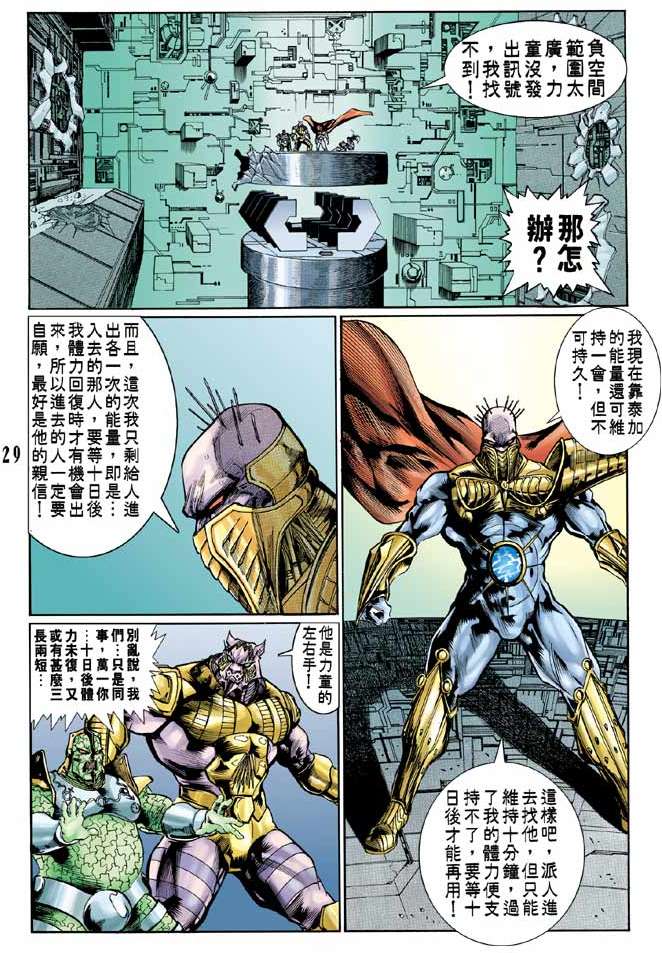 負空間
範圍太
廣，力
童沒發
出訊號
，我找
不到！
那怎
辦？
我現在靠泰加
的能量還可維
持一會，但不
可持久！
而且，這次我只剩給人進
出各一次的能量，即是…
入去的那人，要等十日後
我體力回復時才有機會出
來，所以進去的人一定要
自願，最好是他的親信！
29
這樣吧，派人進
去找他，但只能
維持十分鐘，過
了我的體力便支
持不了，要等十
日後才能再用！
他是力童的
左右手！
別亂說，我
們…只是同
事，萬一你
…十日後體
力未復，又
或有甚麼三
長兩短…